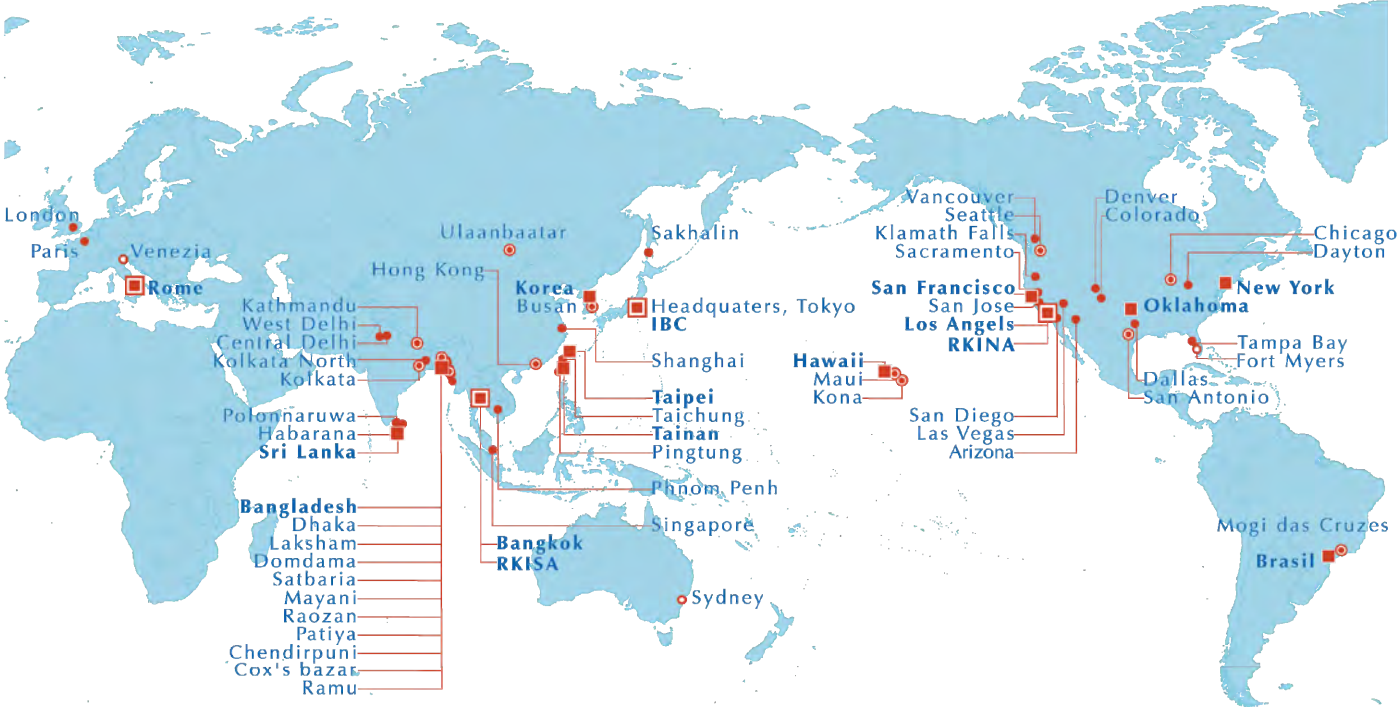 London
Paris
Venezia
Rome
Ulaanbaatar
Hong Kong
Kathmandu
West Delhi
Central Delhi
Kolkata North
Kolkata
Polonnaruwa
Habarana
Sri Lanka
Bangladesh
Dhaka
Laksham
Domdama
Satbaria
Mayani
Raozan
Patiya
Chendirpuni
Cox's bazar
Ramu
Sakhalin
Korea
Busan
Headquaters, Tokyo
IBC
Shanghai
Taipei
Taichung
Tainan
Pingtung
Phnom Penh
Singapore
Bangkok
RKISA
Sydney
Vancouver
Seattle
Klamath Falls
Sacramento
San Francisco
San Jose
Los Angels
RKINA
Hawaii
Maui
Kona
San Diego
Las Vegas
Arizona
Denver
Colorado
Chicago
Dayton
New York
Oklahoma
Tampa Bay
Fort Myers
Dallas
San Antonio
Mogi das Cruzes
Brasil